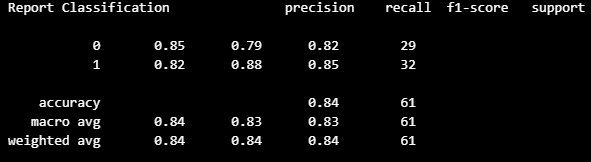 Report Classification precision recall f1-score support
0 0.85 0.79 0.82 29
1 0.82 0.88 0.85 32
accuracy 0.84 61
macro avg 0.84 0.83 0.83 61
weighted avg 0.84 0.84 0.84 61